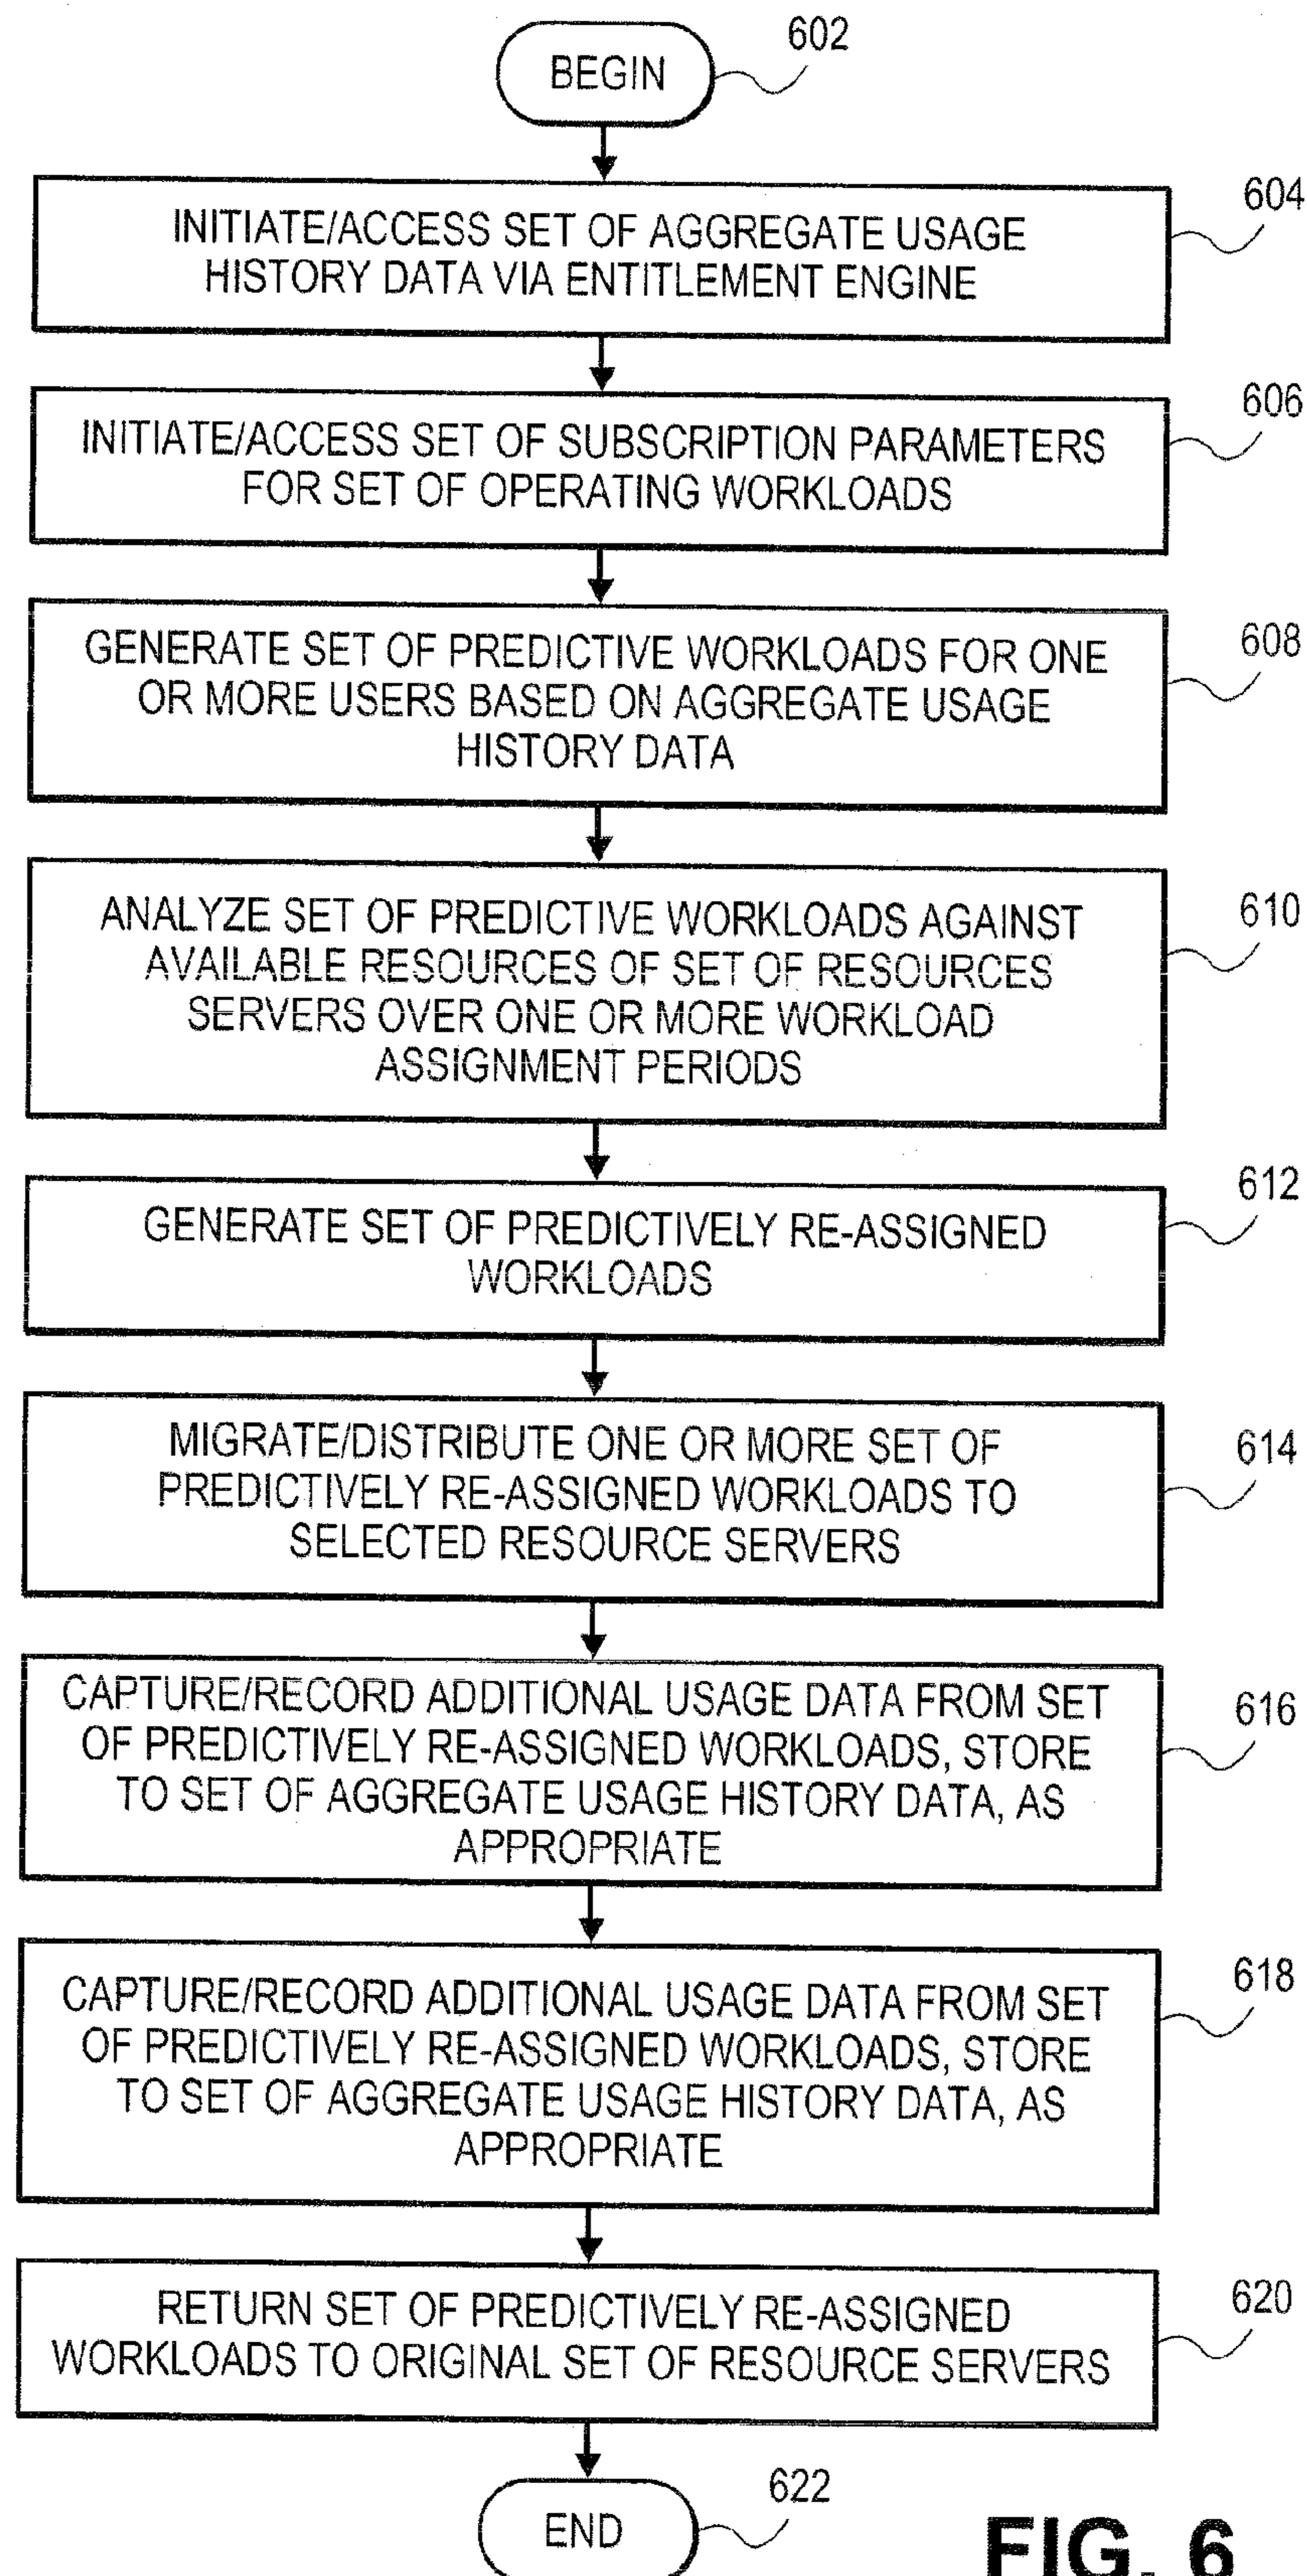 602
BEGIN
604
INITIATE/ACCESS SET OF AGGREGATE USAGE
HISTORY DATA VIA ENTITLEMENT ENGINE
606
INITIATE/ACCESS SET OF SUBSCRIPTION PARAMETERS
FOR SET OF OPERATING WORKLOADS
608
GENERATE SET OF PREDICTIVE WORKLOADS FOR ONE
OR MORE USERS BASED ON AGGREGATE USAGE
HISTORY DATA
610
ANALYZE SET OF PREDICTIVE WORKLOADS AGAINST
AVAILABLE RESOURCES OF SET OF RESOURCES
SERVERS OVER ONE OR MORE WORKLOAD
ASSIGNMENT PERIODS
612
GENERATE SET OF PREDICTIVELY RE-ASSIGNED
WORKLOADS
614
MIGRATE/DISTRIBUTE ONE OR MORE SET OF
PREDICTIVELY RE-ASSIGNED WORKLOADS TO
SELECTED RESOURCE SERVERS
616
CAPTURE/RECORD ADDITIONAL USAGE DATA FROM SET
OF PREDICTIVELY RE-ASSIGNED WORKLOADS, STORE
TO SET OF AGGREGATE USAGE HISTORY DATA, AS
APPROPRIATE
618
CAPTURE/RECORD ADDITIONAL USAGE DATA FROM SET
OF PREDICTIVELY RE-ASSIGNED WORKLOADS, STORE
TO SET OF AGGREGATE USAGE HISTORY DATA, AS
APPROPRIATE
620
RETURN SET OF PREDICTIVELY RE-ASSIGNED
WORKLOADS TO ORIGINAL SET OF RESOURCE SERVERS
622
END
FIG. 6